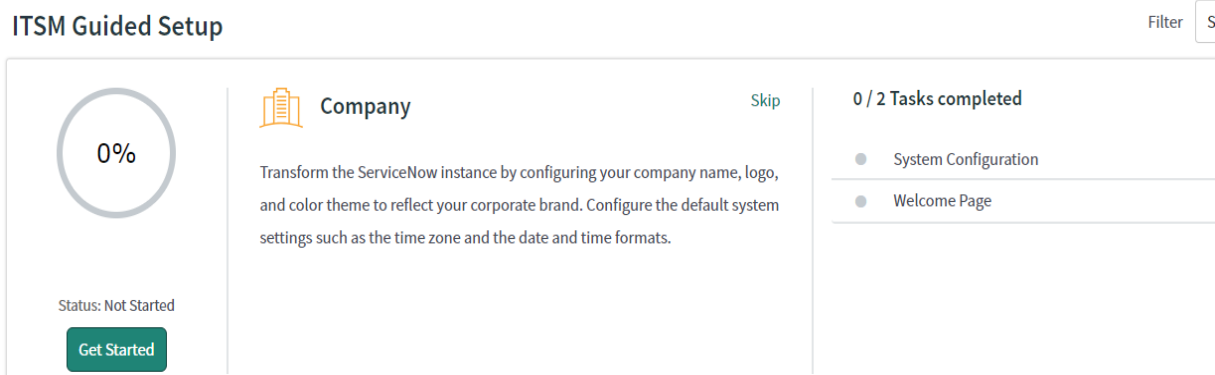 ITSM Guided Setup
Filter
S
0%
Status: Not Started
Get Started
Company
Skip
Transform the ServiceNow instance by configuring your company name, logo,
and color theme to reflect your corporate brand. Configure the default system
settings such as the time zone and the date and time formats.
0 / 2 Tasks completed
System Configuration
Welcome Page